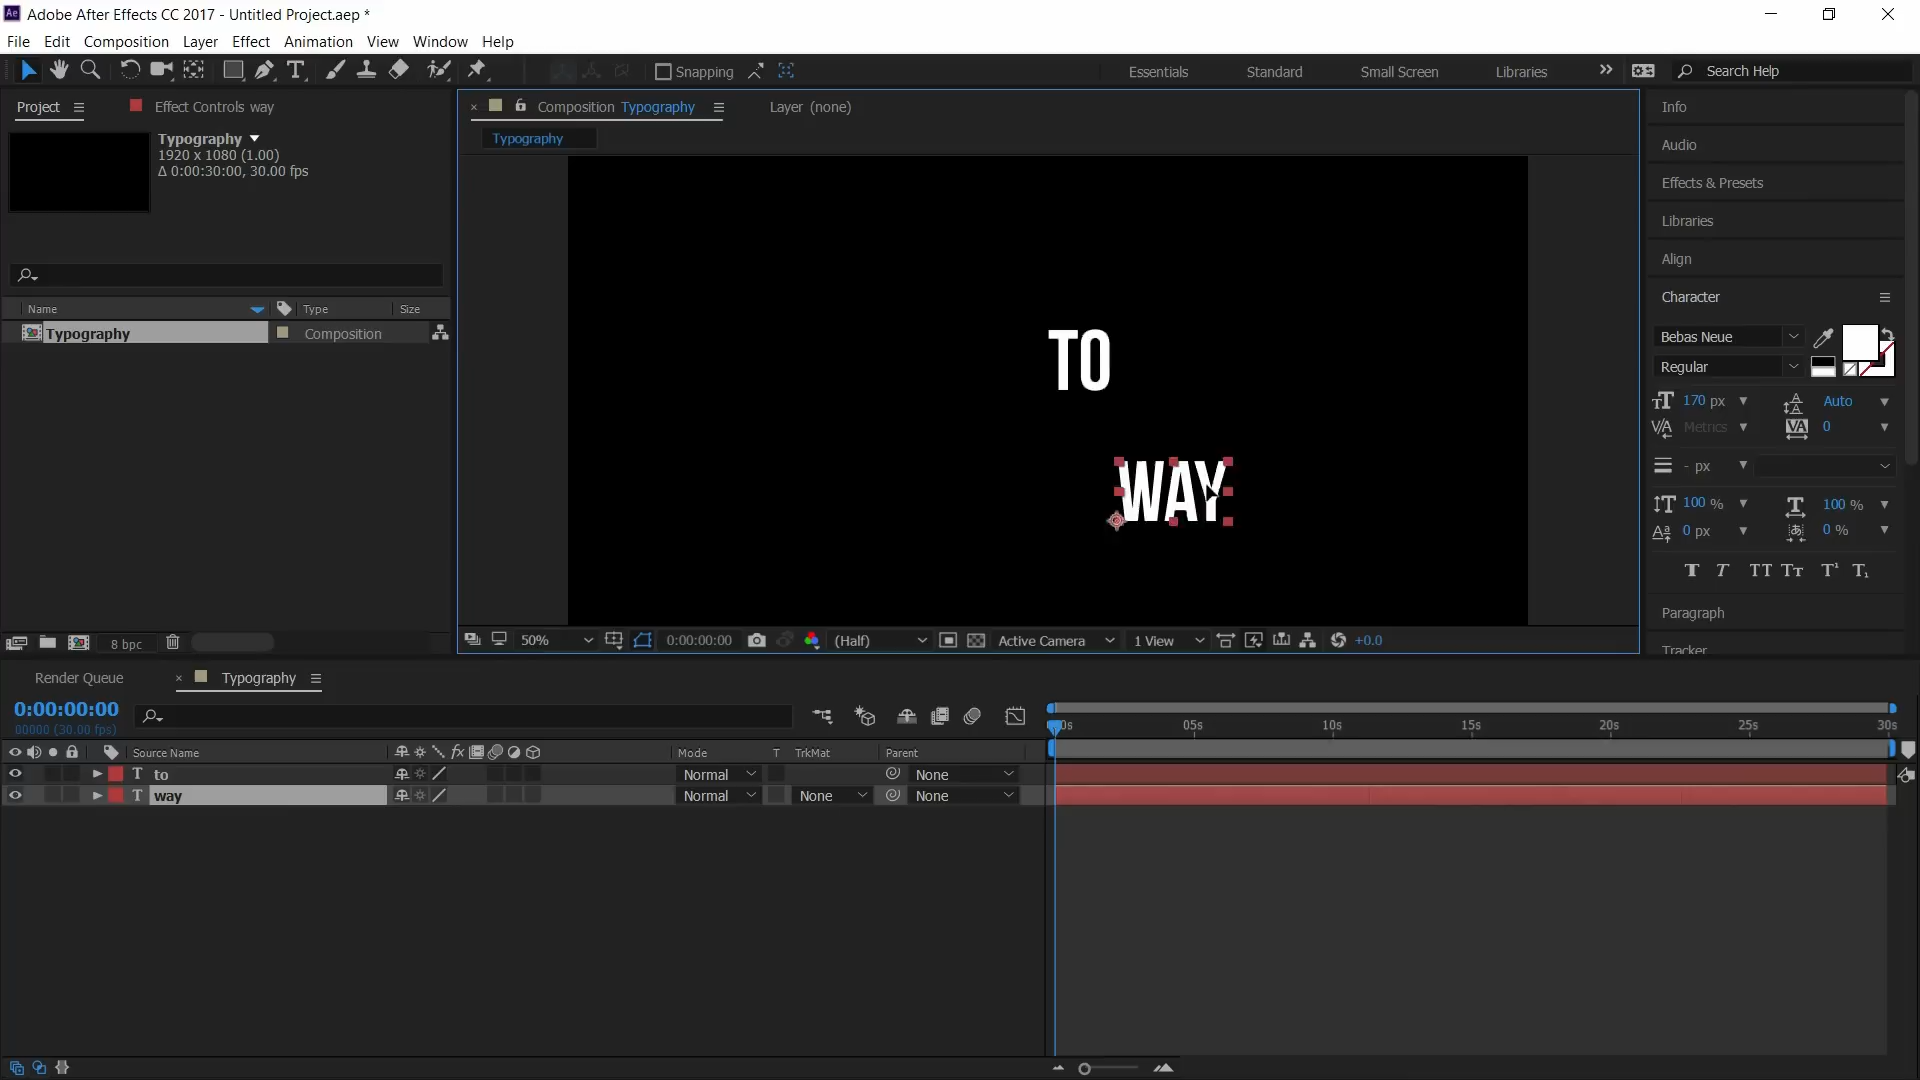 Adobe After Effects CC 2017 - Untitled Project.aep *
File Edit Composition Layer Effect Animation View Window Help
Snapping Essentials Standard Small Screen Libraries Search Help
Project Effect Controls way
Composition Typography Layer (none)
Typography
Typography
1920 x 1080 (1.00)
Δ 0:00:30:00, 30.00 fps
Name Type Size
Typography Composition
8 bpc
TO
WAY
50% 0:00:00:00 (Half) Active Camera 1 View +0.0
Info
Audio
Effects & Presets
Libraries
Align
Character
Bebas Neue
Regular
170 px Auto
Metrics 0
- px
100 % 100 %
0 px 0 %
Paragraph
Tracker
Render Queue Typography
0:00:00:00
00000 (30.00 fps)
00s 05s 10s 15s 20s 25s 30s
Source Name Mode T TrkMat Parent
to Normal None
way Normal None None